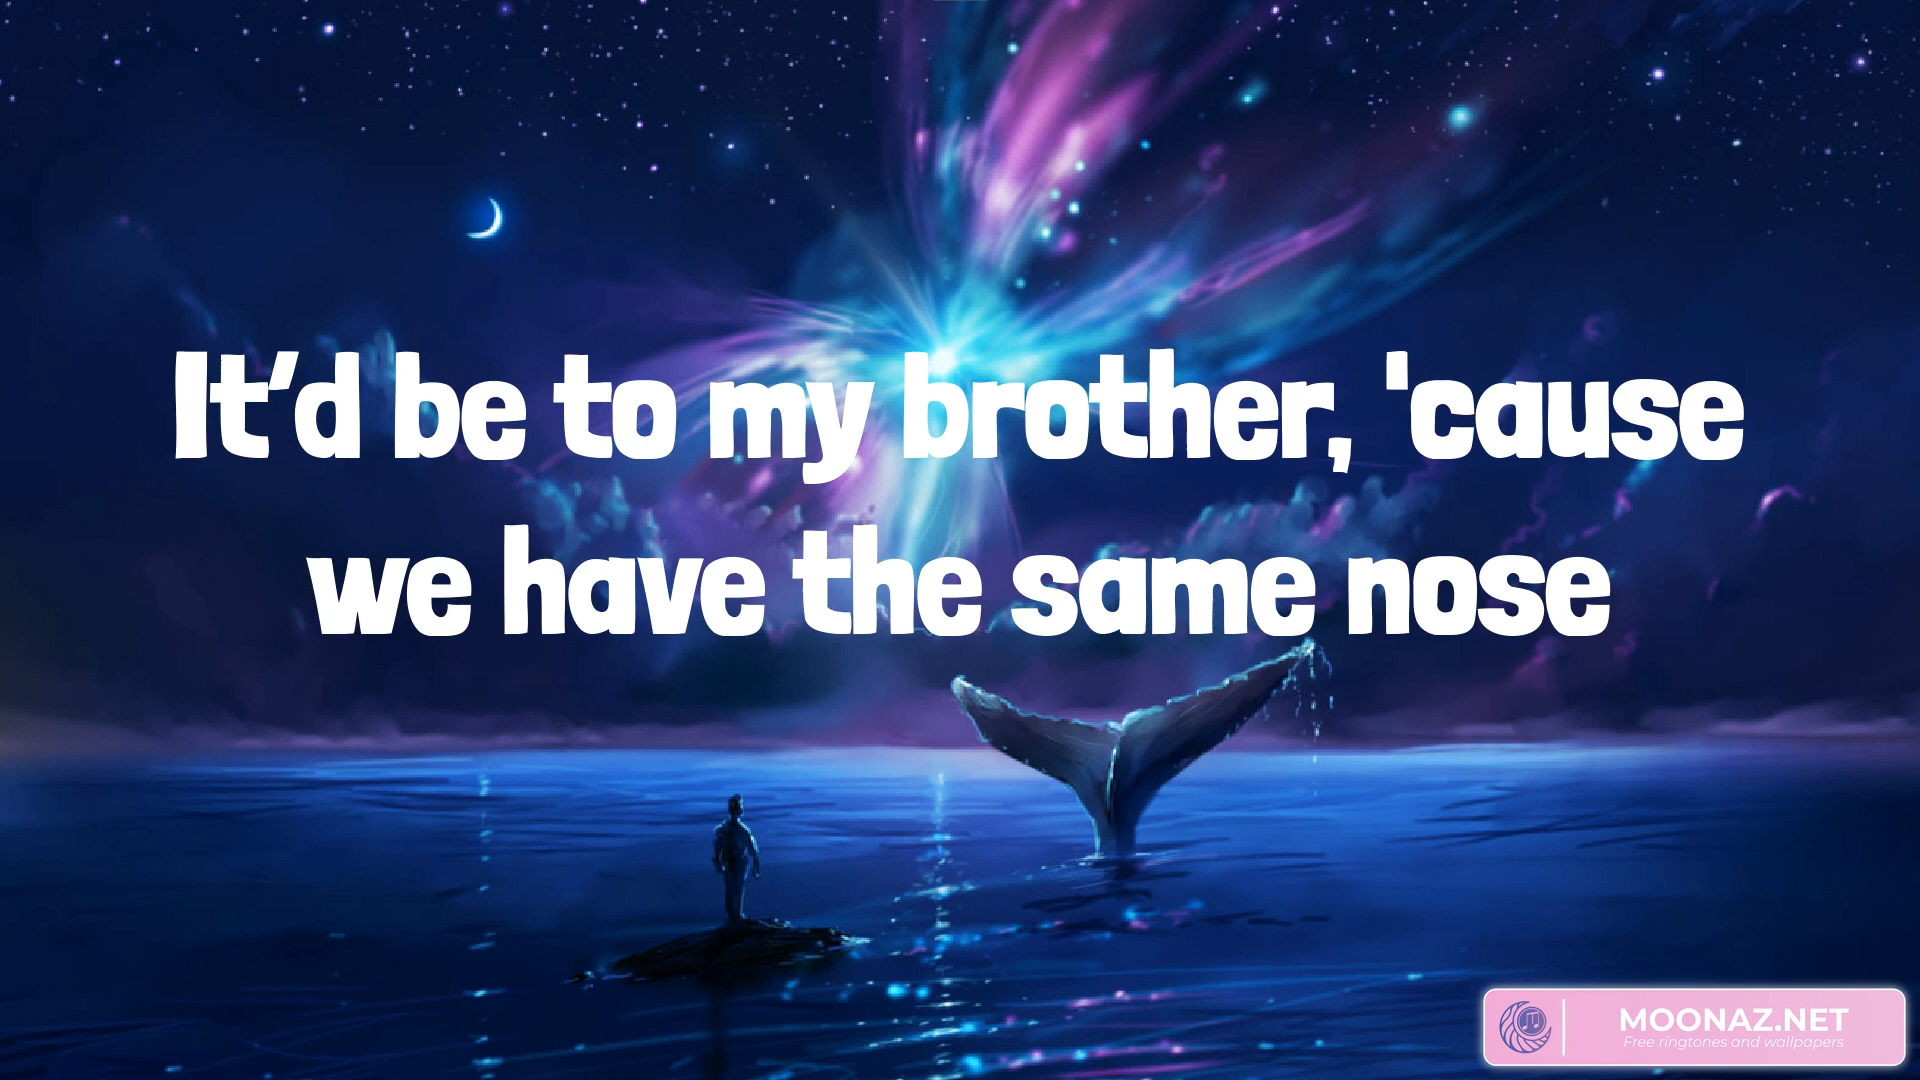 It’d be to my brother, 'cause
we have the same nose
MOONAZ.NET
Free ringtones and wallpapers